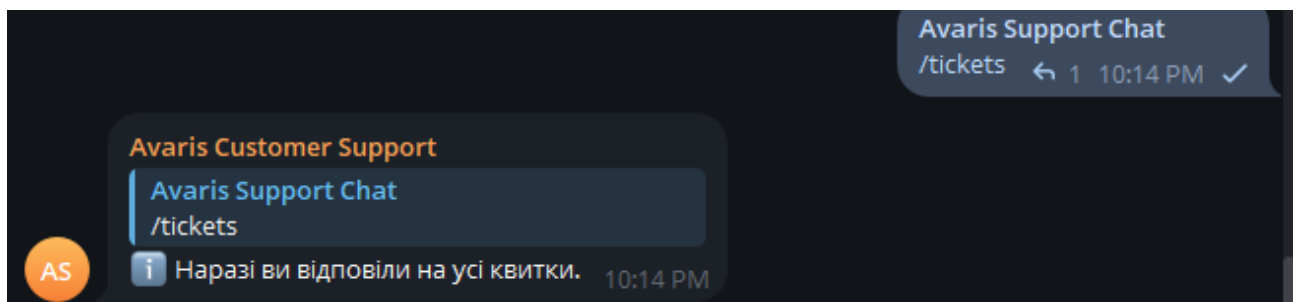 Avaris Support Chat
/tickets 1 10:14 PM
Avaris Customer Support
Avaris Support Chat
/tickets
AS
ℹ️ Наразі ви відповіли на усі квитки. 10:14 PM